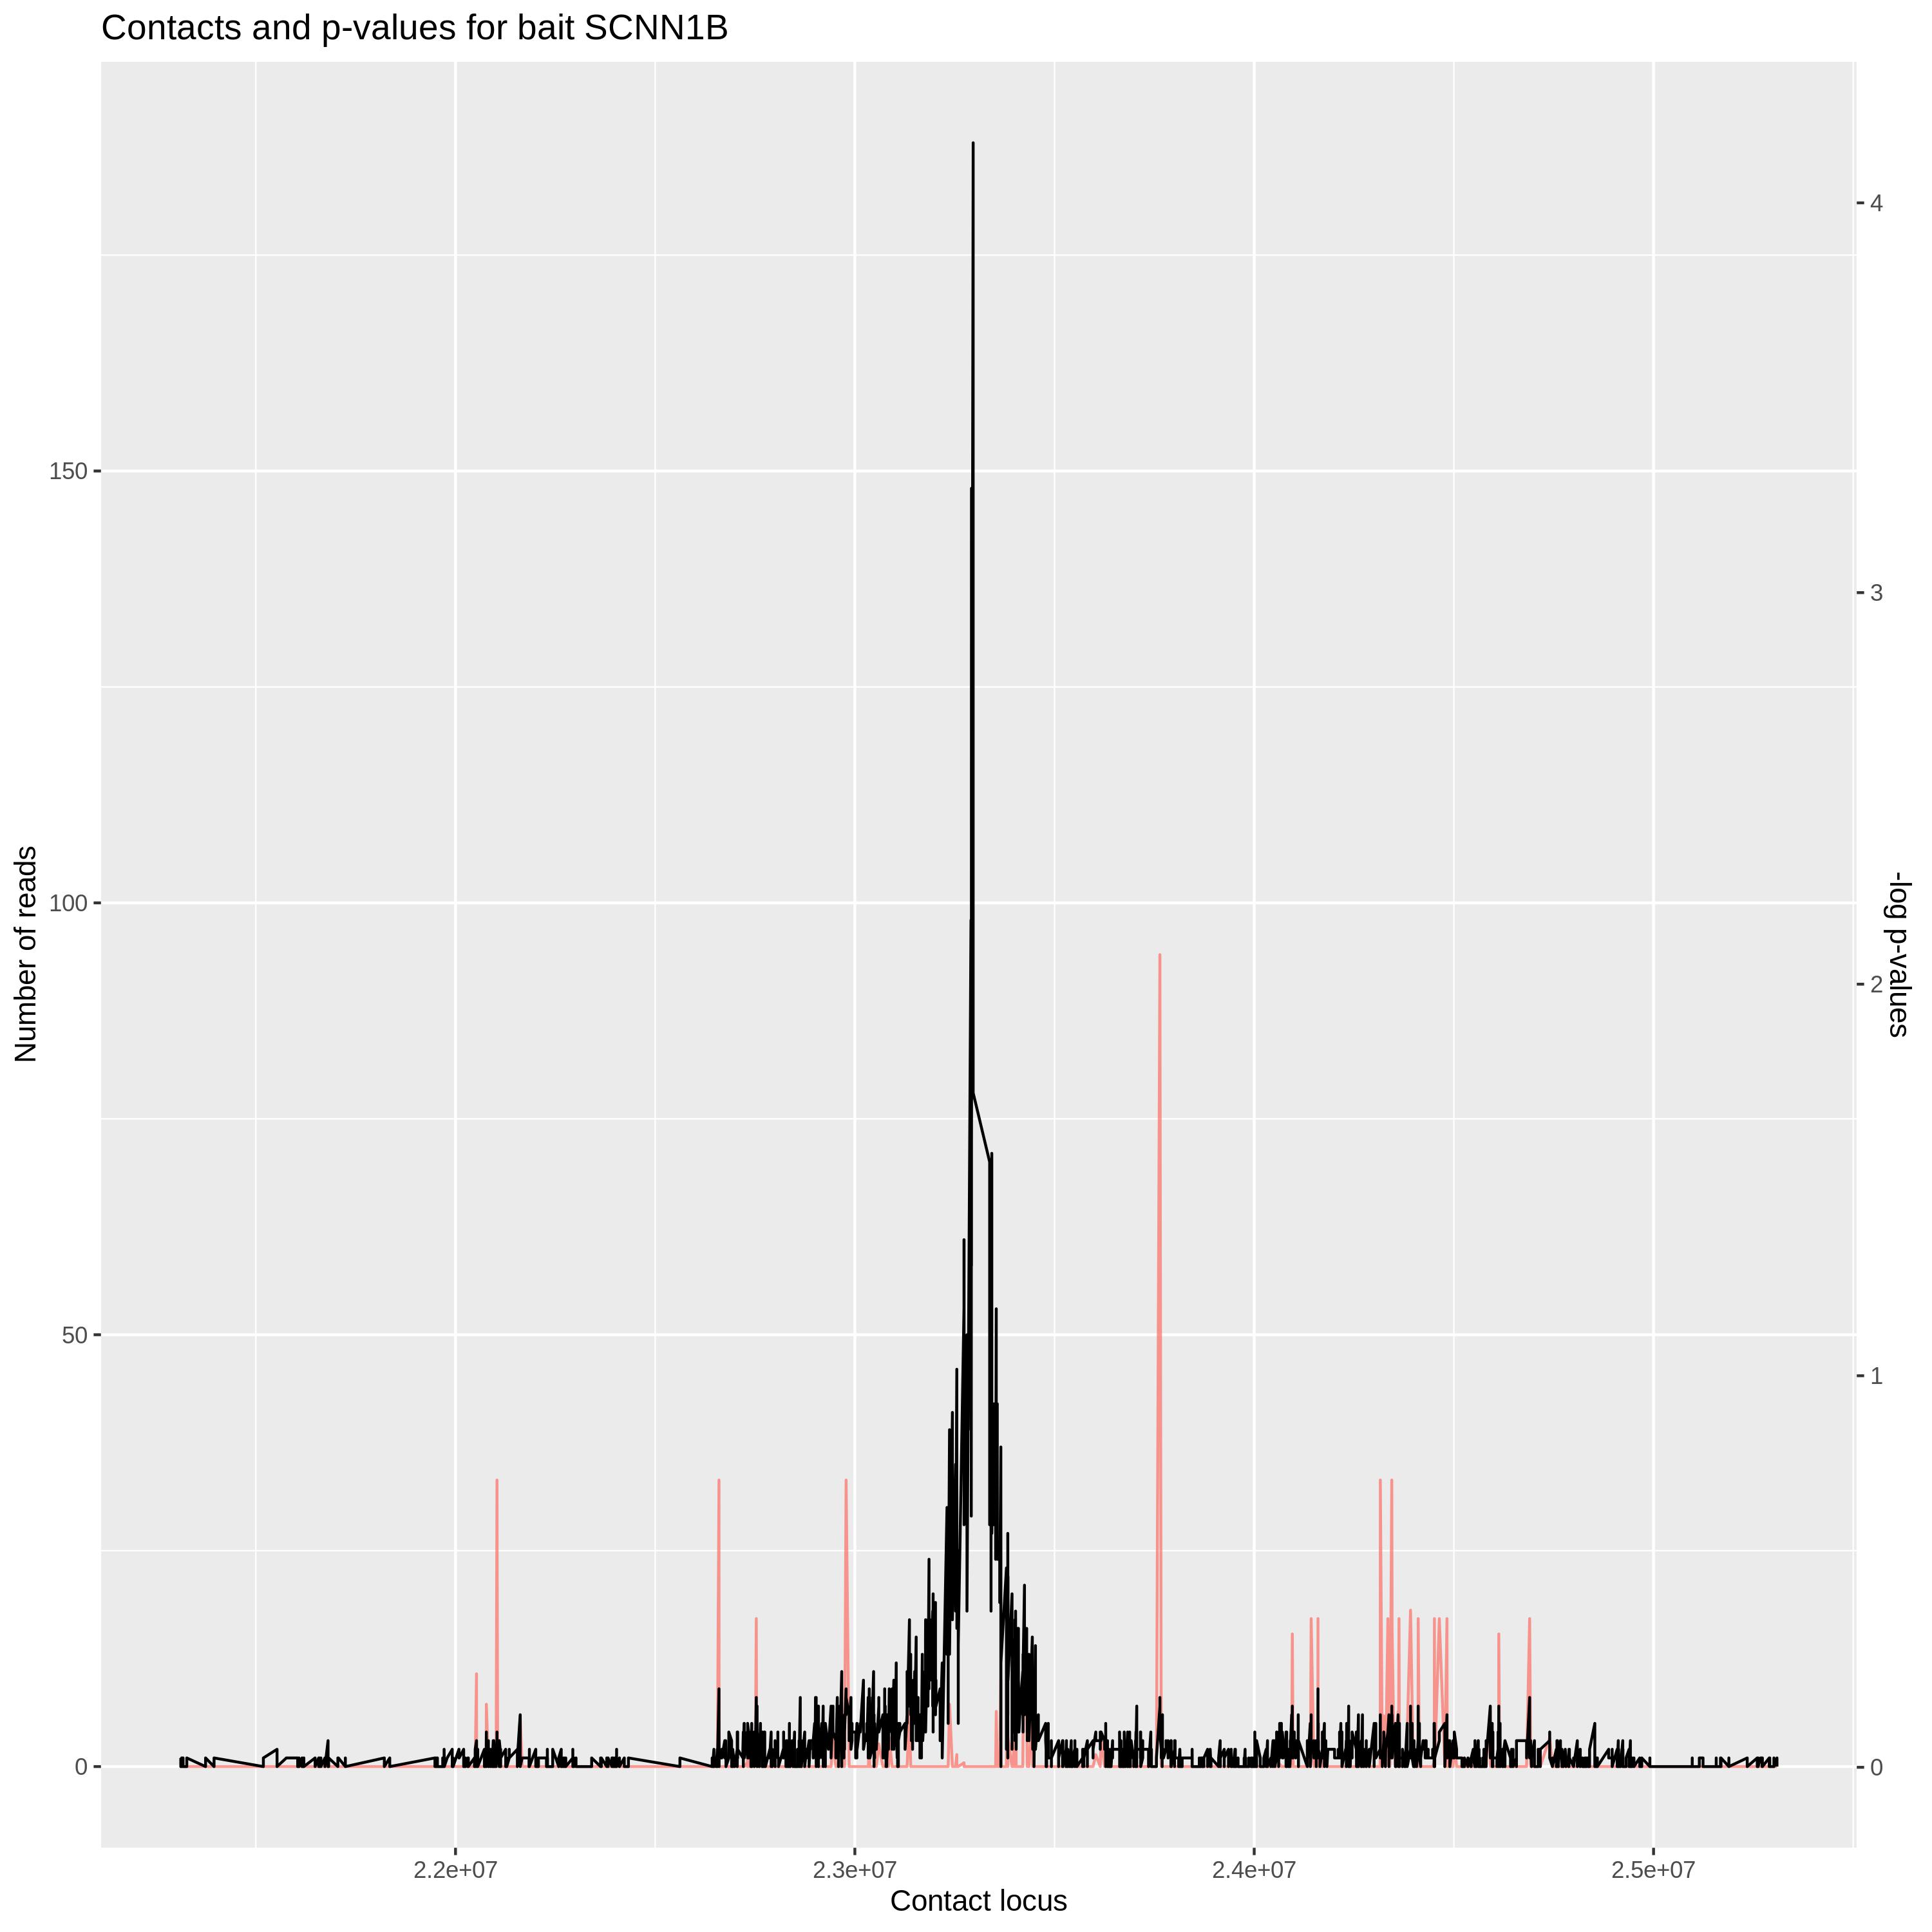 Contacts and p-values for bait SCNN1B
4
150
3
100
Number of reads
-log p-values
2
50
1
0
0
2.2e+07
2.3e+07
2.4e+07
2.5e+07
Contact locus